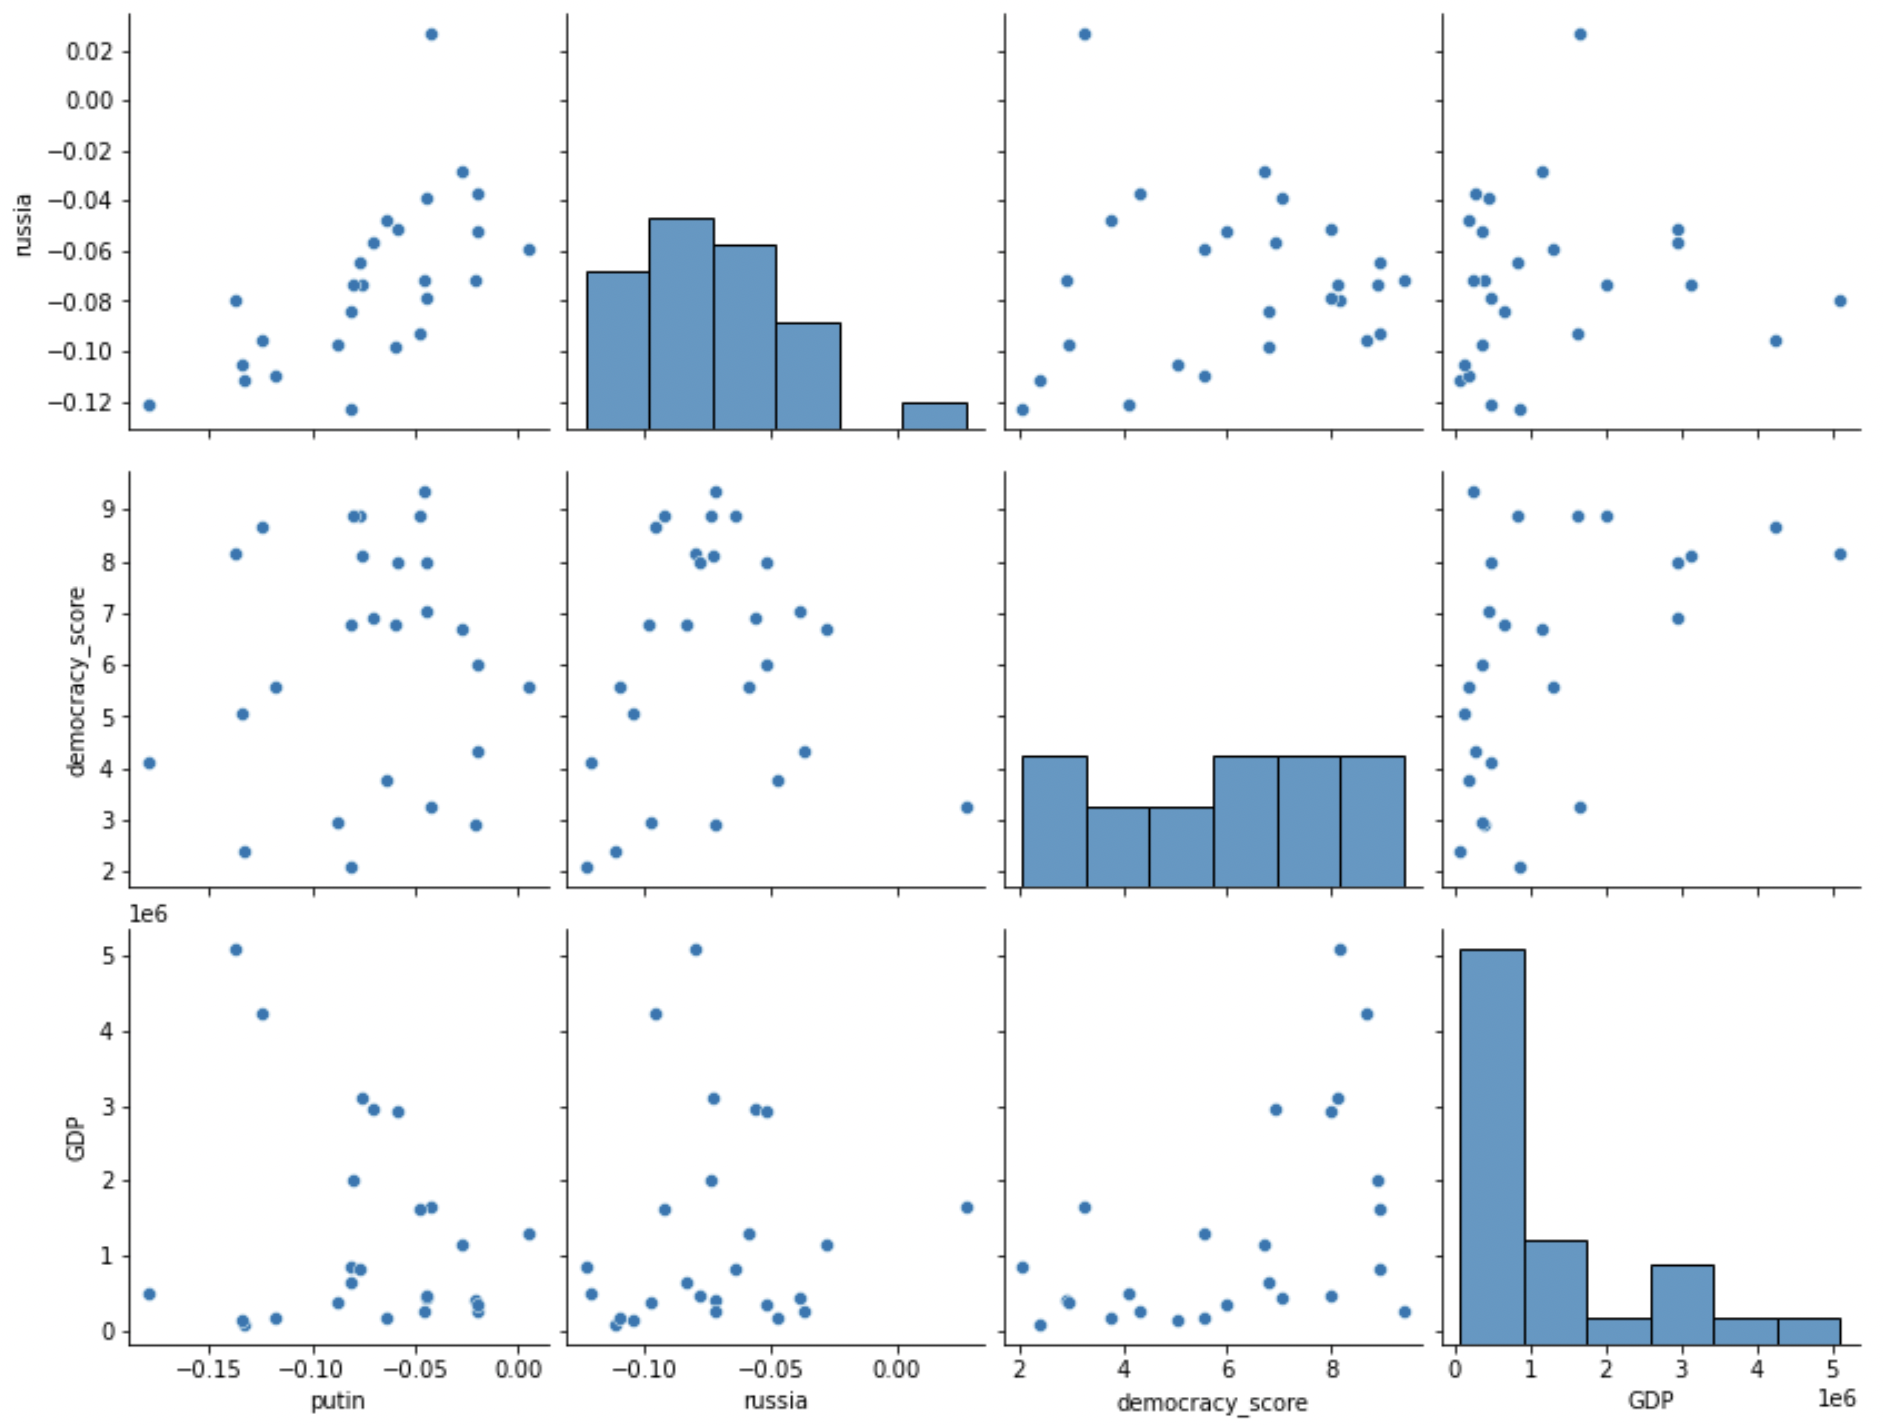 0.02
0.00
−0.02
−0.04
−0.06
−0.08
−0.10
−0.12
russia
9
8
7
6
5
4
3
2
democracy_score
1e6
5
4
3
2
1
0
GDP
−0.15 −0.10 −0.05 0.00
putin
−0.10 −0.05 0.00
russia
2 4 6 8
democracy_score
0 1 2 3 4 5
1e6
GDP